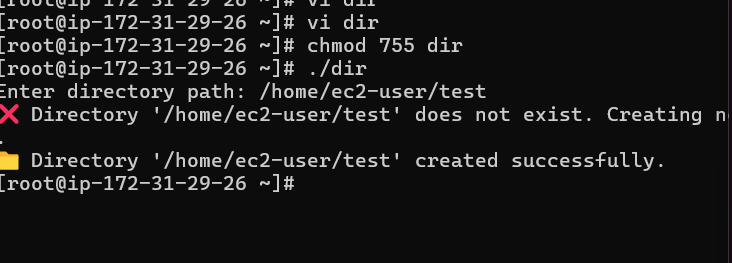 [root@ip-172-31-29-26 ~]# vi dir
[root@ip-172-31-29-26 ~]# vi dir
[root@ip-172-31-29-26 ~]# chmod 755 dir
[root@ip-172-31-29-26 ~]# ./dir
Enter directory path: /home/ec2-user/test
❌ Directory '/home/ec2-user/test' does not exist. Creating
.
📁 Directory '/home/ec2-user/test' created successfully.
[root@ip-172-31-29-26 ~]#